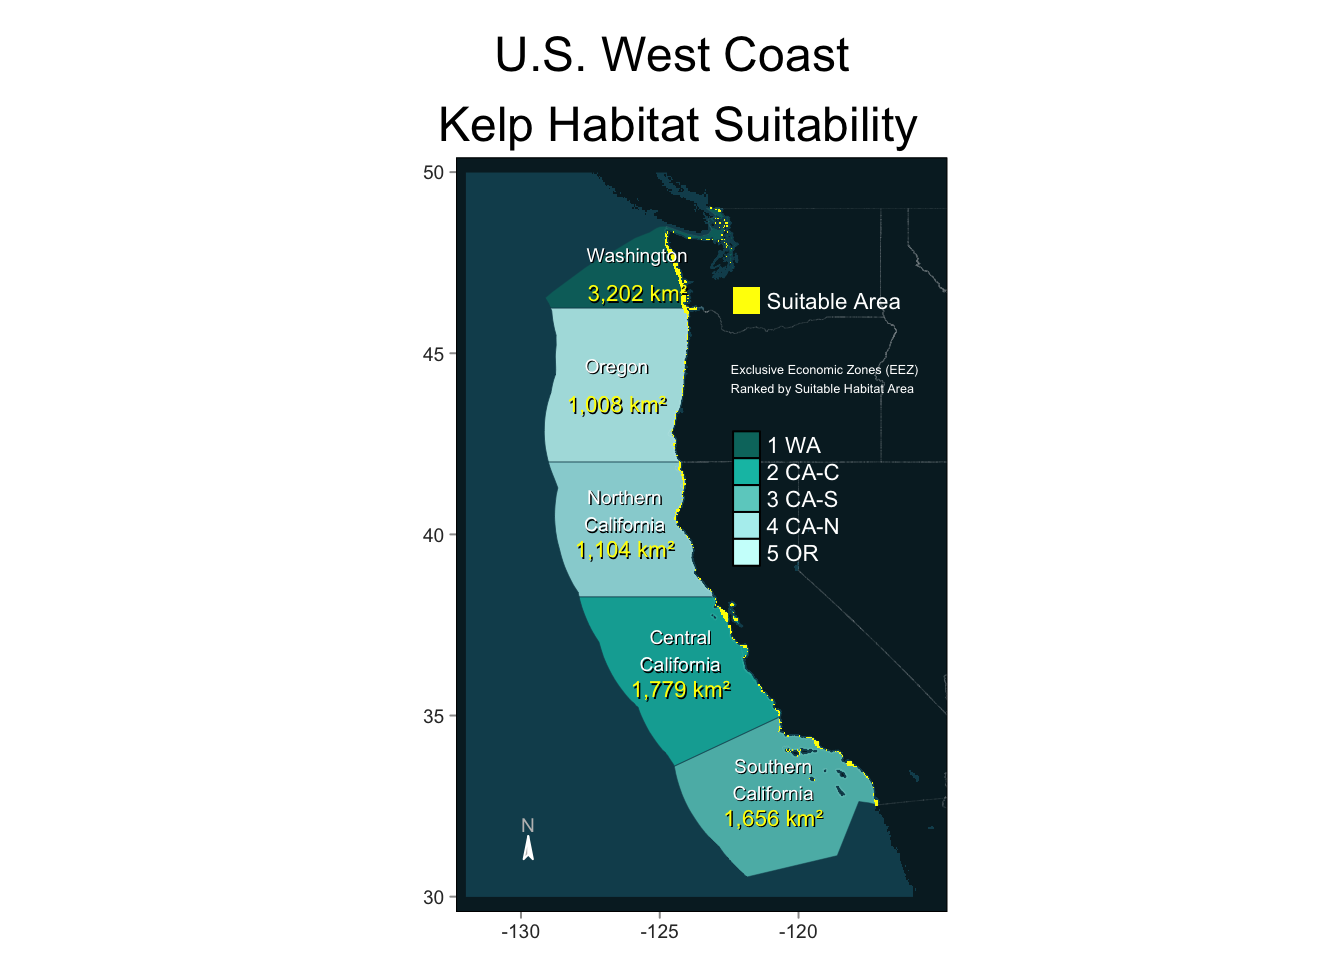 U.S. West Coast
Kelp Habitat Suitability
50
45
40
35
30
Washington
3,202 km²
Oregon
1,008 km²
Northern
California
1,104 km²
Central
California
1,779 km²
Southern
California
1,656 km²
Suitable Area
Exclusive Economic Zones (EEZ)
Ranked by Suitable Habitat Area
1 WA
2 CA-C
3 CA-S
4 CA-N
5 OR
N
-130
-125
-120